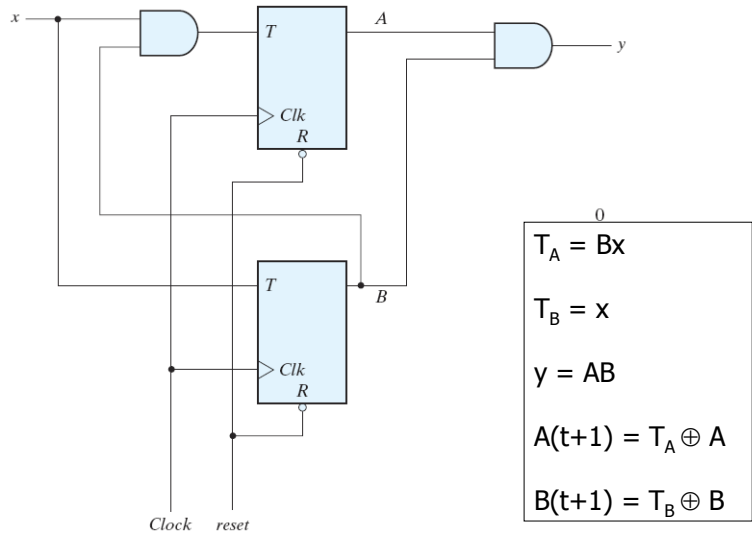 x
T
A
y
Clk
R
0
T_A = Bx
T_B = x
y = AB
A(t+1) = T_A ⊕ A
B(t+1) = T_B ⊕ B
T
B
Clk
R
Clock reset